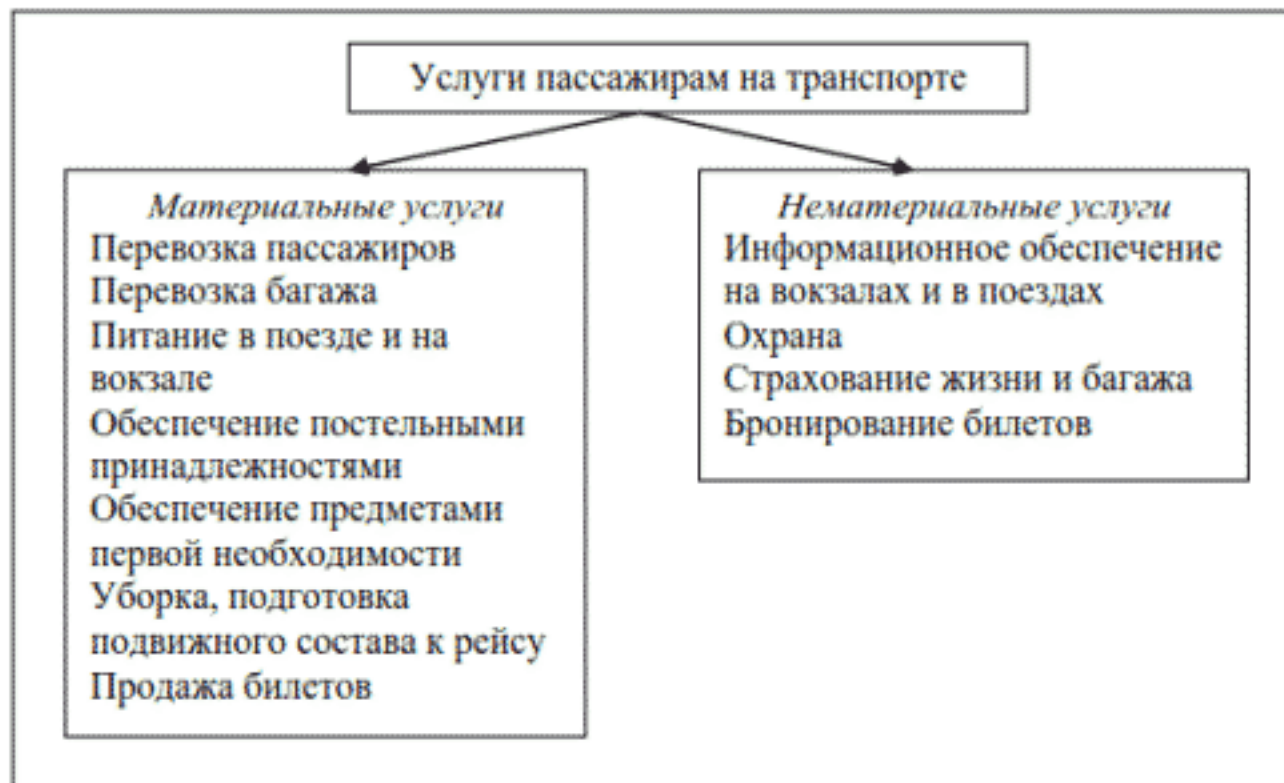 Услуги пассажирам на транспорте
Материальные услуги
Перевозка пассажиров
Перевозка багажа
Питание в поезде и на
вокзале
Обеспечение постельными
принадлежностями
Обеспечение предметами
первой необходимости
Уборка, подготовка
подвижного состава к рейсу
Продажа билетов
Нематериальные услуги
Информационное обеспечение
на вокзалах и в поездах
Охрана
Страхование жизни и багажа
Бронирование билетов